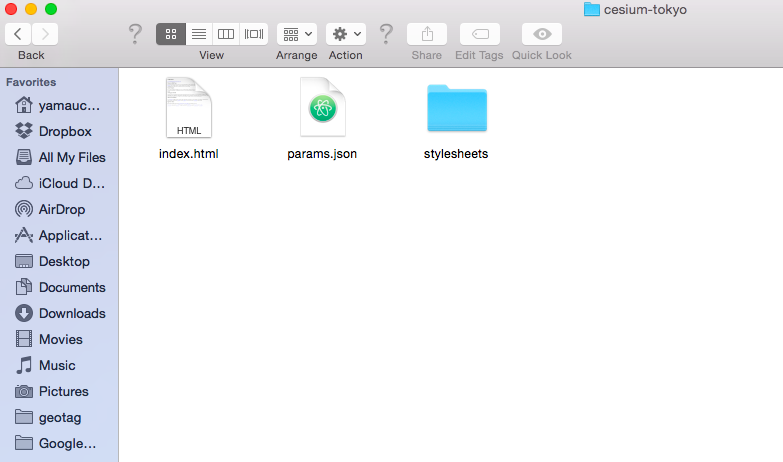 cesium-tokyo
Back
View
Arrange
Action
Share
Edit Tags
Quick Look
Favorites
yamauc...
Dropbox
All My Files
iCloud D...
AirDrop
Applicat...
Desktop
Documents
Downloads
Movies
Music
Pictures
geotag
Google...
HTML
index.html
params.json
stylesheets